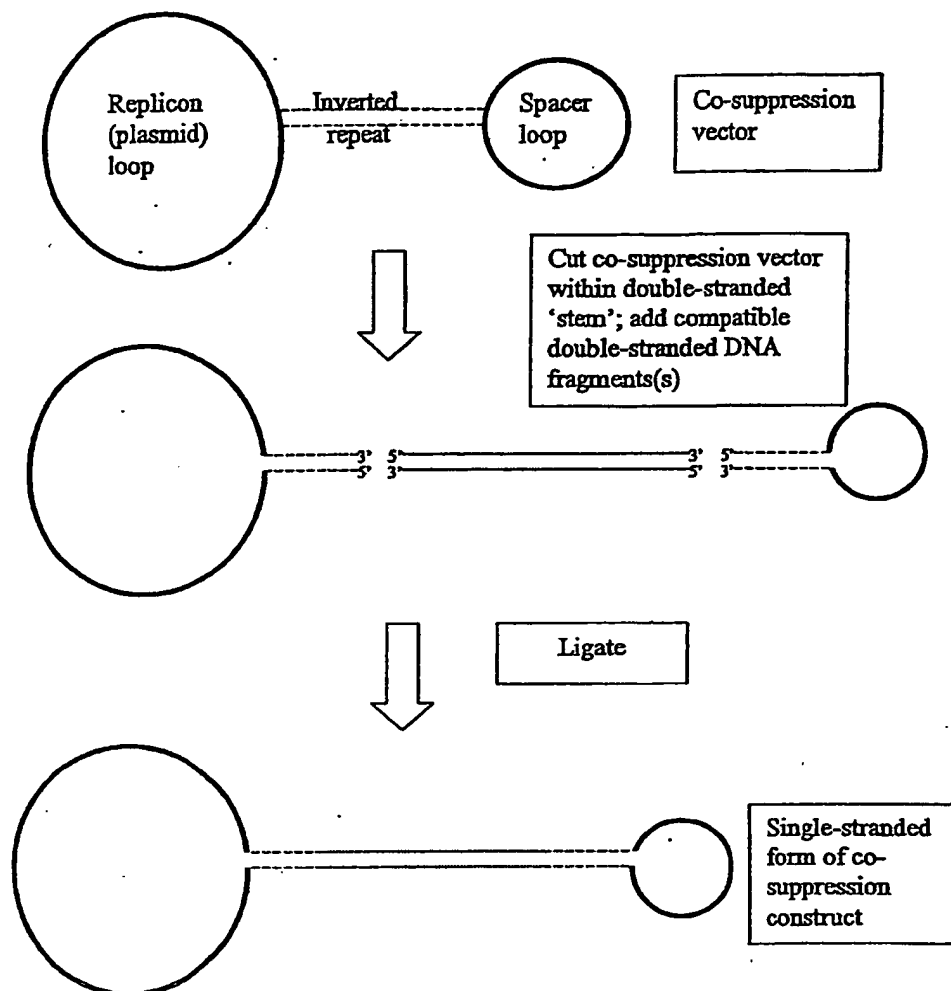 Replicon
(plasmid)
loop
Inverted
repeat
Spacer
loop
Co-suppression
vector
Cut co-suppression vector
within double-stranded
‘stem’; add compatible
double-stranded DNA
fragments(s)
3’ 5’ 3’ 5’
5’ 3’ 5’ 3’
Ligate
Single-stranded
form of co-
suppression
construct